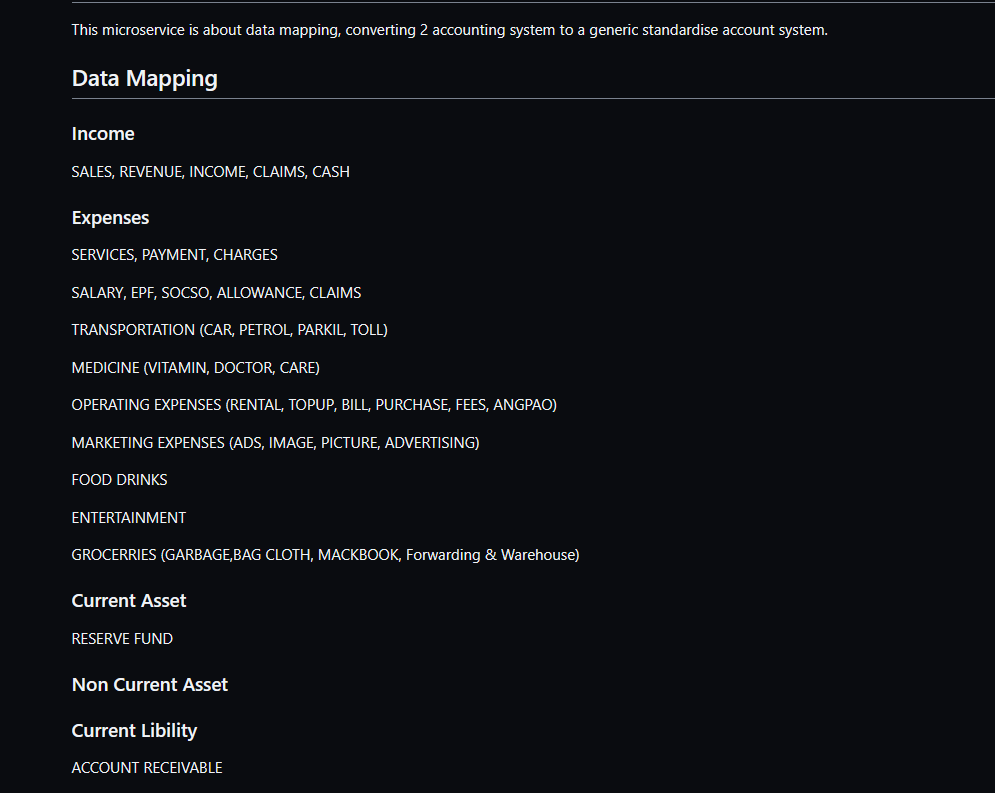 This microservice is about data mapping, converting 2 accounting system to a generic standardise account system.
Data Mapping
Income
SALES, REVENUE, INCOME, CLAIMS, CASH
Expenses
SERVICES, PAYMENT, CHARGES
SALARY, EPF, SOCSO, ALLOWANCE, CLAIMS
TRANSPORTATION (CAR, PETROL, PARKIL, TOLL)
MEDICINE (VITAMIN, DOCTOR, CARE)
OPERATING EXPENSES (RENTAL, TOPUP, BILL, PURCHASE, FEES, ANGPAO)
MARKETING EXPENSES (ADS, IMAGE, PICTURE, ADVERTISING)
FOOD DRINKS
ENTERTAINMENT
GROCERRIES (GARBAGE,BAG CLOTH, MACKBOOK, Forwarding & Warehouse)
Current Asset
RESERVE FUND
Non Current Asset
Current Libility
ACCOUNT RECEIVABLE